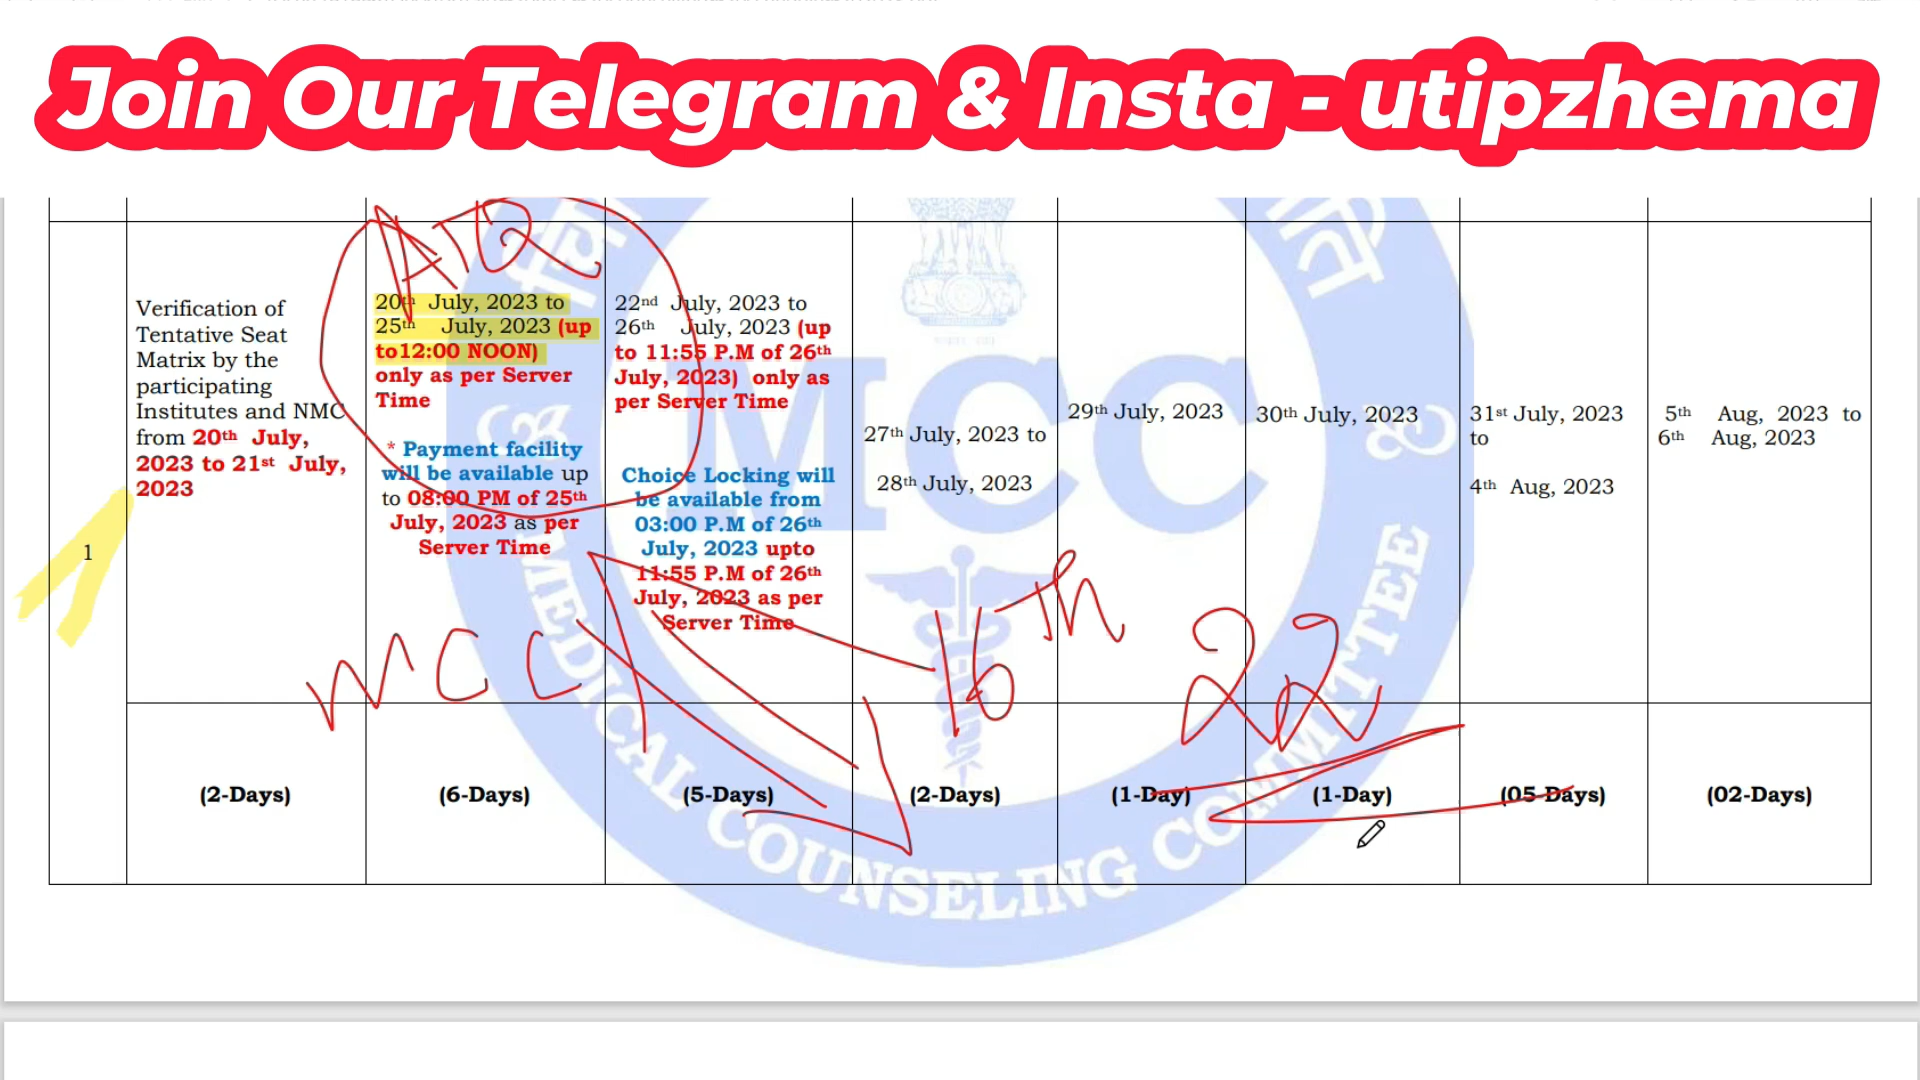 Join Our Telegram & Insta - utipzhema
AIQ
Verification of
Tentative Seat
Matrix by the
participating
Institutes and NMC
from 20th July,
2023 to 21st July,
2023
20th July, 2023 to
25th July, 2023 (up
to12:00 NOON)
only as per Server
Time
* Payment facility
will be available up
to 08:00 PM of 25th
July, 2023 as per
Server Time
22nd July, 2023 to
26th July, 2023 (up
to 11:55 P.M of 26th
July, 2023) only as
per Server Time
Choice Locking will
be available from
03:00 P.M of 26th
July, 2023 upto
11:55 P.M of 26th
July, 2023 as per
Server Time
27th July, 2023 to
28th July, 2023
29th July, 2023
30th July, 2023
31st July, 2023
to
4th Aug, 2023
5th Aug, 2023 to
6th Aug, 2023
1
MCC
16th
22
(2-Days)
(6-Days)
(5-Days)
(2-Days)
(1-Day)
(1-Day)
(05-Days)
(02-Days)
MCC
MEDICAL COUNSELING COMMITTEE